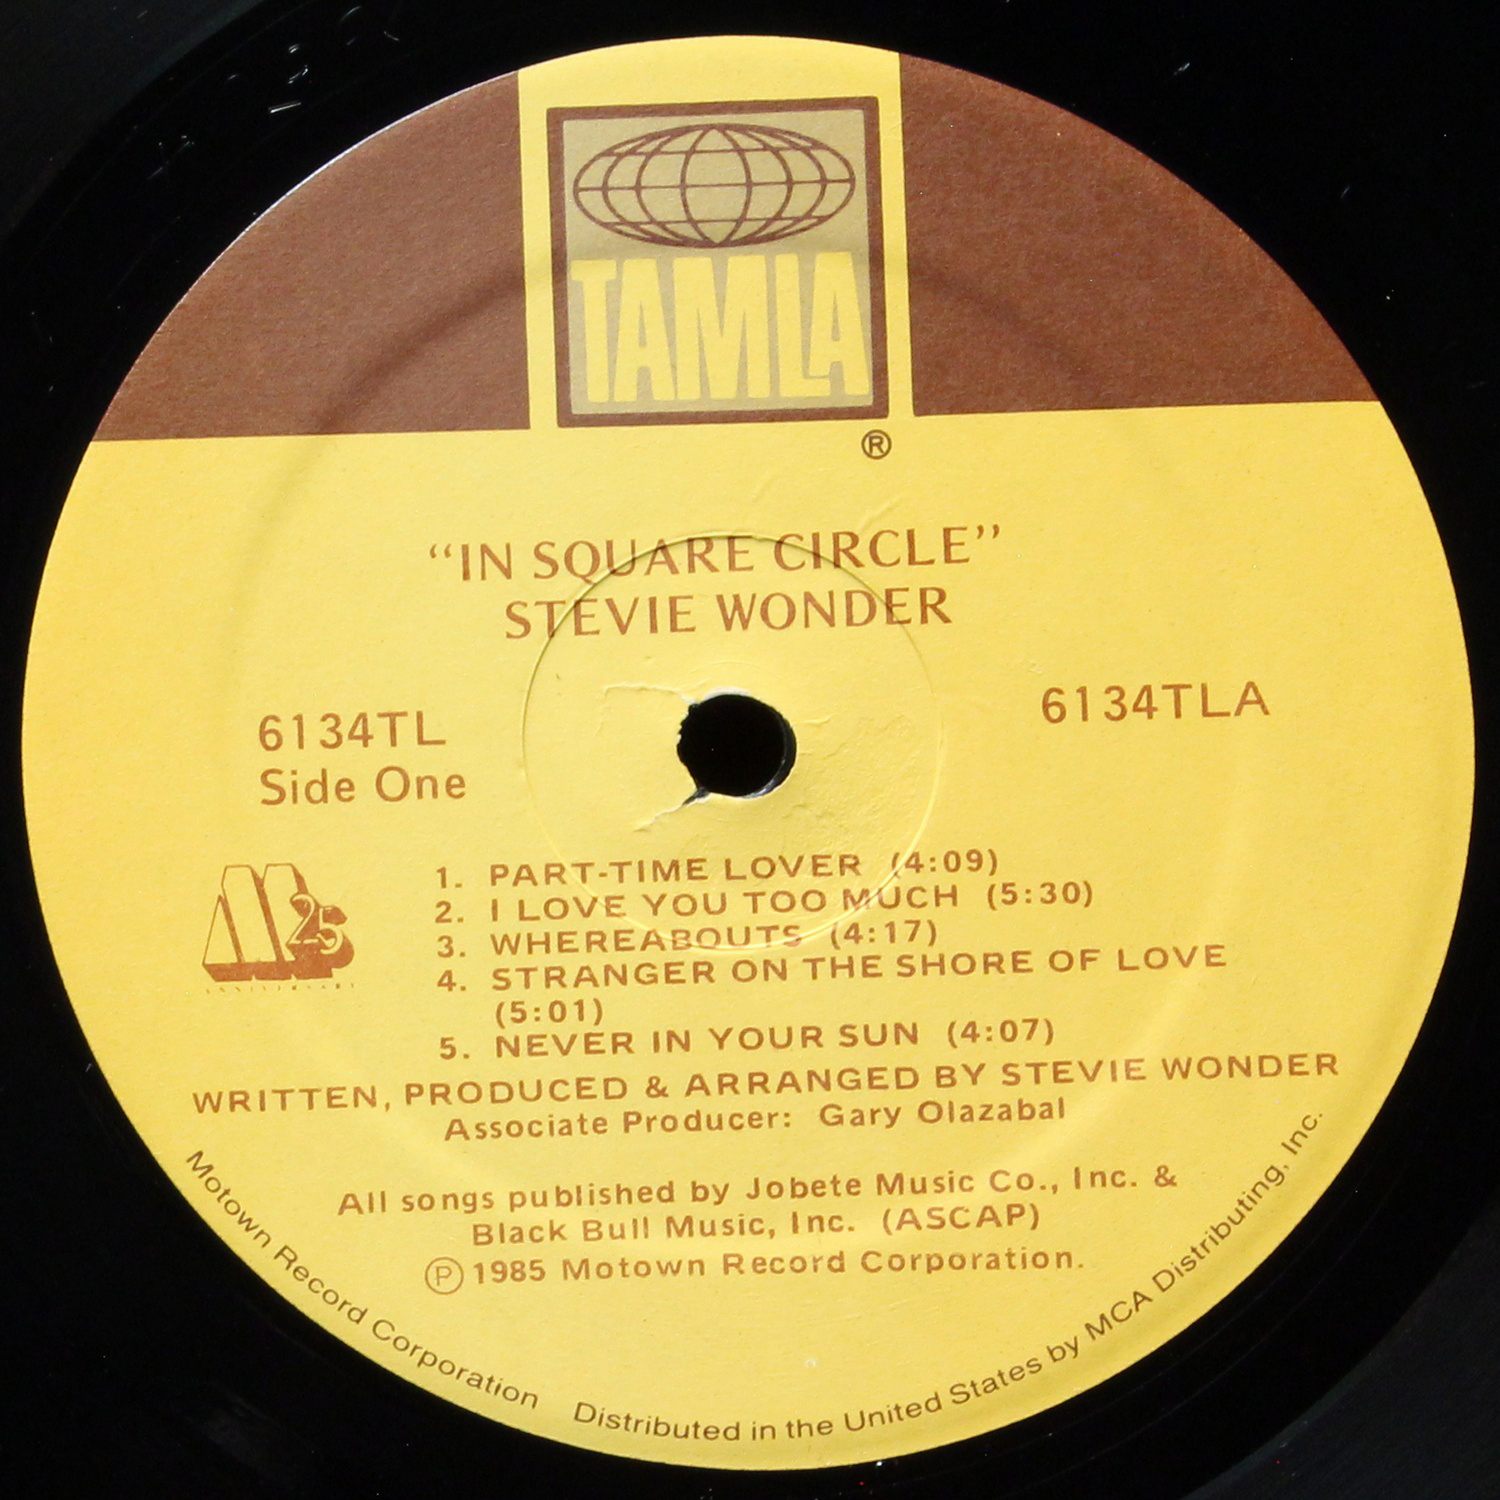 TAMLA
®
“IN SQUARE CIRCLE”
STEVIE WONDER
6134TL
6134TLA
Side One
M25
ANNIVERSARY
1. PART-TIME LOVER (4:09)
2. I LOVE YOU TOO MUCH (5:30)
3. WHEREABOUTS (4:17)
4. STRANGER ON THE SHORE OF LOVE
(5:01)
5. NEVER IN YOUR SUN (4:07)
WRITTEN, PRODUCED & ARRANGED BY STEVIE WONDER
Associate Producer: Gary Olazabal
All songs published by Jobete Music Co., Inc. &
Black Bull Music, Inc. (ASCAP)
℗ 1985 Motown Record Corporation.
Motown Record Corporation Distributed in the United States by MCA Distributing, Inc.